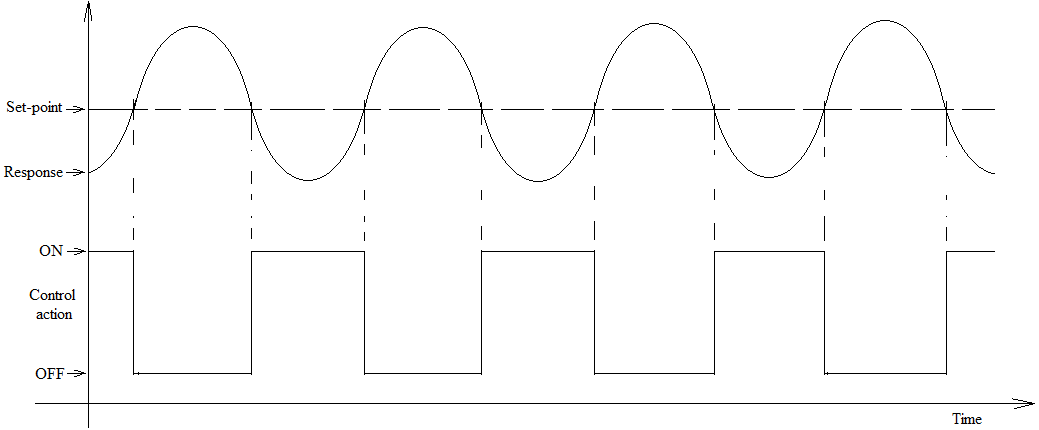 Set-point
Response
ON
Control
action
OFF
Time